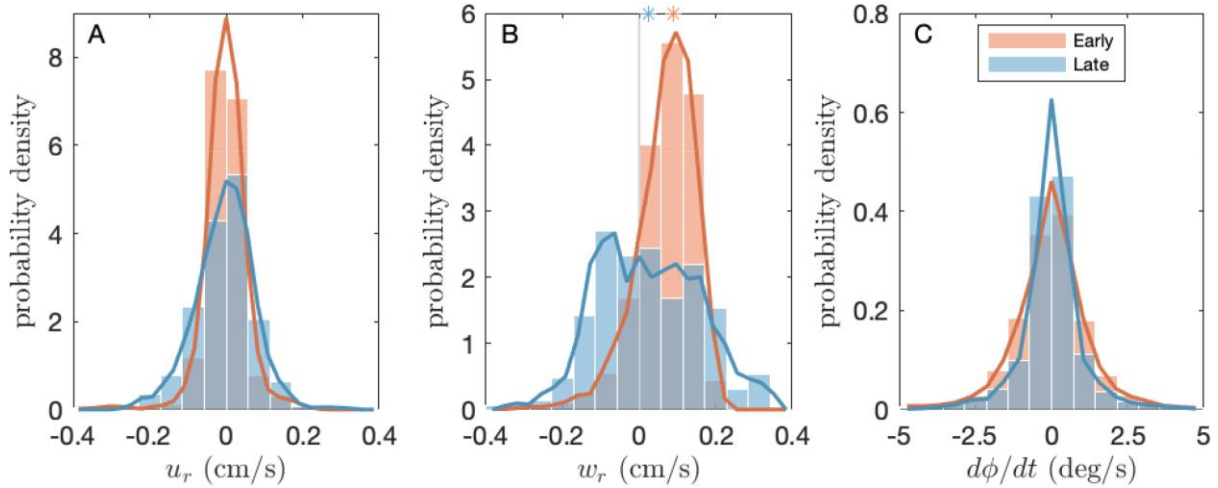 A
probability density
8
6
4
2
0
-0.4
-0.2
0
0.2
0.4
u_r (cm/s)
B
probability density
6
5
4
3
2
1
0
-0.4
-0.2
0
0.2
0.4
w_r (cm/s)
C
Early
Late
probability density
0.8
0.6
0.4
0.2
0
-5
-2.5
0
2.5
5
dϕ/dt (deg/s)